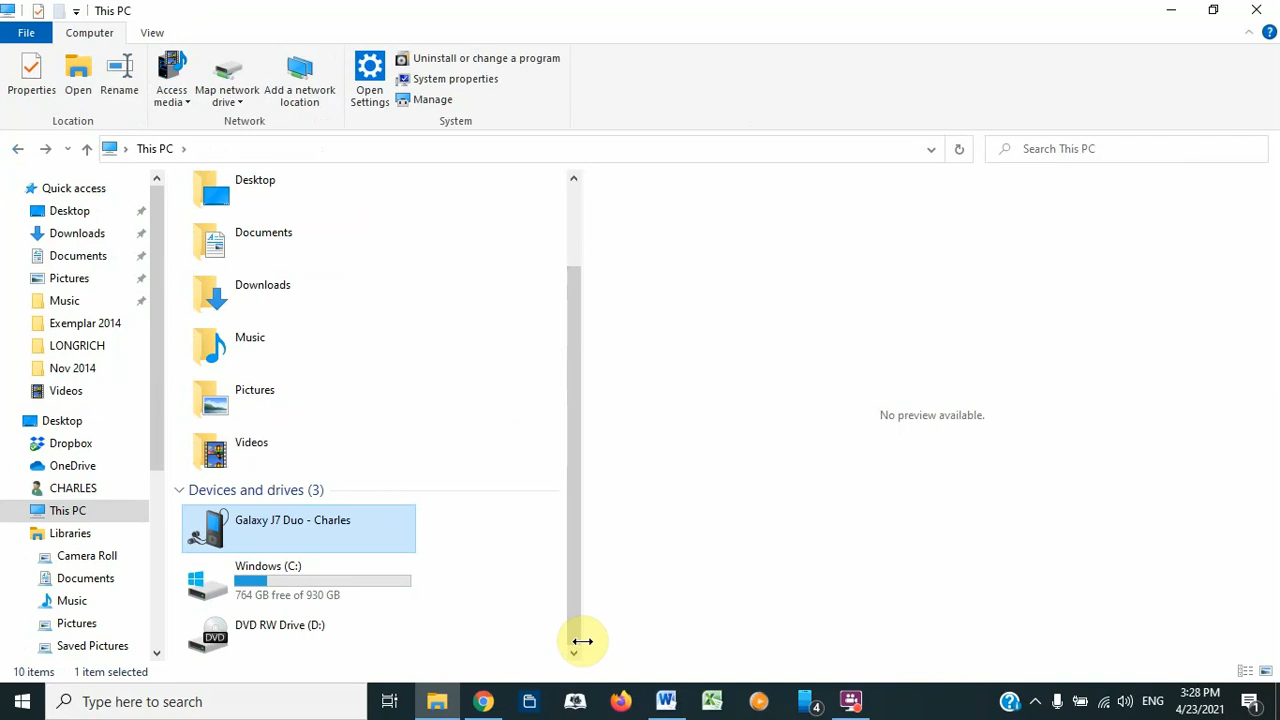 This PC
File
Computer
View
Properties
Open
Rename
Access media
Map network drive
Add a network location
Open Settings
Uninstall or change a program
System properties
Manage
Location
Network
System
This PC
Search This PC
Quick access
Desktop
Downloads
Documents
Pictures
Music
Exemplar 2014
LONGRICH
Nov 2014
Videos
Desktop
Dropbox
OneDrive
CHARLES
This PC
Libraries
Camera Roll
Documents
Music
Pictures
Saved Pictures
Desktop
Documents
Downloads
Music
Pictures
Videos
Devices and drives (3)
Galaxy J7 Duo - Charles
Windows (C:)
764 GB free of 930 GB
DVD RW Drive (D:)
DVD
No preview available.
10 items
1 item selected
Type here to search
4
ENG
3:28 PM
4/23/2021
1